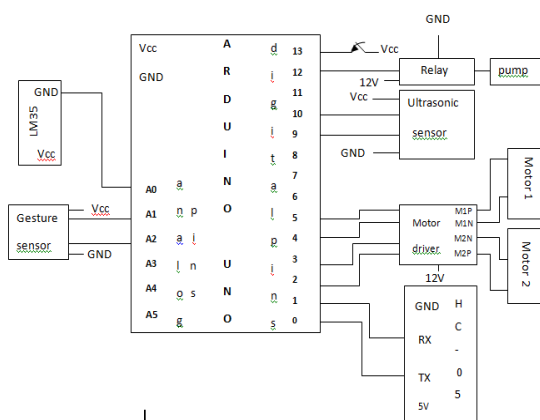 GND
Vcc
A
d
13
Vcc
R
i
12
Relay
pump
GND
D
g
11
12V
Vcc
Ultrasonic
sensor
GND
U
i
10
I
t
9
N
a
8
O
l
7
6
p
5
i
4
n
3
s
2
1
0
U
N
O
GND
LM35
Vcc
A0
a
A1
n p
A2
a i
A3
l n
A4
o s
A5
g
Gesture
sensor
Vcc
GND
Motor
driver
M1P
M1N
M2N
M2P
12V
Motor 1
Motor 2
GND
RX
TX
5V
H
C
-
0
5